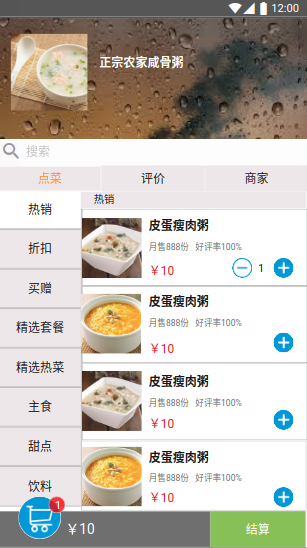 12:00
正宗农家咸骨粥
搜索
点菜 评价 商家
热销
折扣
买赠
精选套餐
精选热菜
主食
甜点
饮料
热销
皮蛋瘦肉粥
月售888份 好评率100%
￥10 1
皮蛋瘦肉粥
月售888份 好评率100%
￥10
皮蛋瘦肉粥
月售888份 好评率100%
￥10
皮蛋瘦肉粥
月售888份 好评率100%
￥10
1
￥10 结算